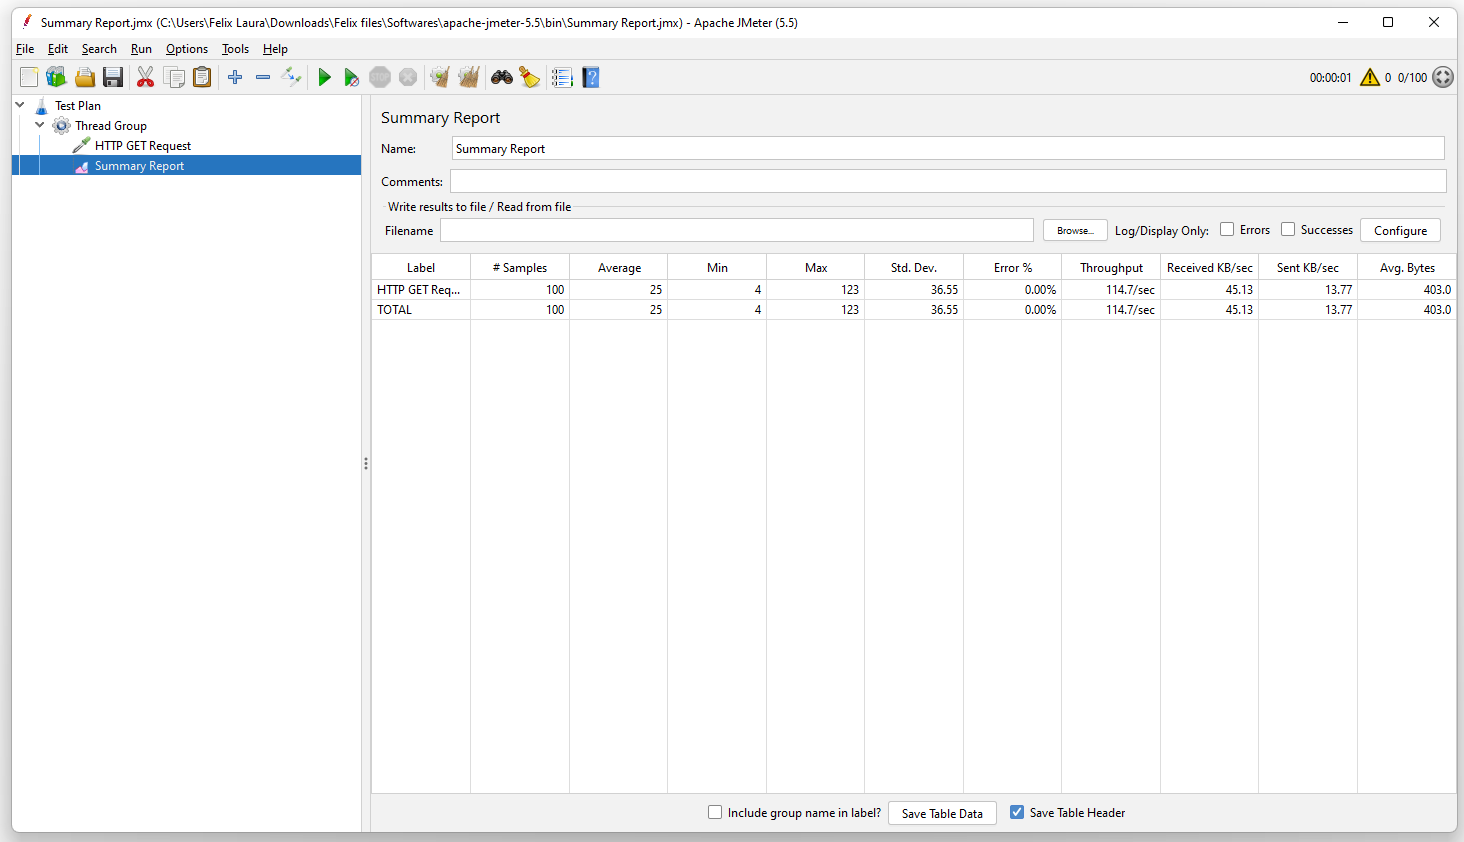 Summary Report.jmx (C:\Users\Felix Laura\Downloads\Felix files\Softwares\apache-jmeter-5.5\bin\Summary Report.jmx) - Apache JMeter (5.5)
File Edit Search Run Options Tools Help
STOP ? 00:00:01 0 0/100
Test Plan
Thread Group
HTTP GET Request
Summary Report
Summary Report
Name: Summary Report
Comments:
Write results to file / Read from file
Filename Browse... Log/Display Only: Errors Successes Configure
Label # Samples Average Min Max Std. Dev. Error % Throughput Received KB/sec Sent KB/sec Avg. Bytes
HTTP GET Req... 100 25 4 123 36.55 0.00% 114.7/sec 45.13 13.77 403.0
TOTAL 100 25 4 123 36.55 0.00% 114.7/sec 45.13 13.77 403.0
Include group name in label? Save Table Data Save Table Header